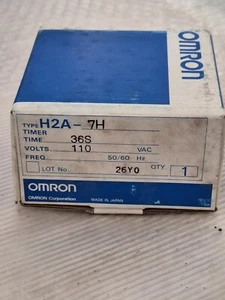 OMRON
TYPE H2A-7H
TIMER
TIME 36S
VOLTS. 110 VAC
FREQ. 50/60 Hz
LOT No. 26Y0 QTY 1
OMRON
OMRON Corporation MADE IN JAPAN